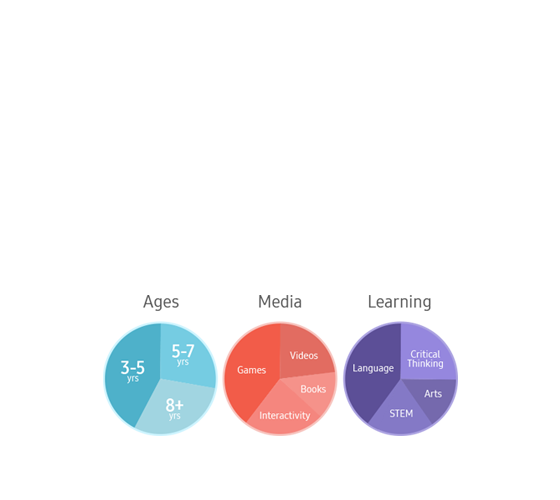 Ages
Media
Learning
3-5
yrs
5-7
yrs
8+
yrs
Games
Videos
Books
Interactivity
Language
Critical
Thinking
Arts
STEM